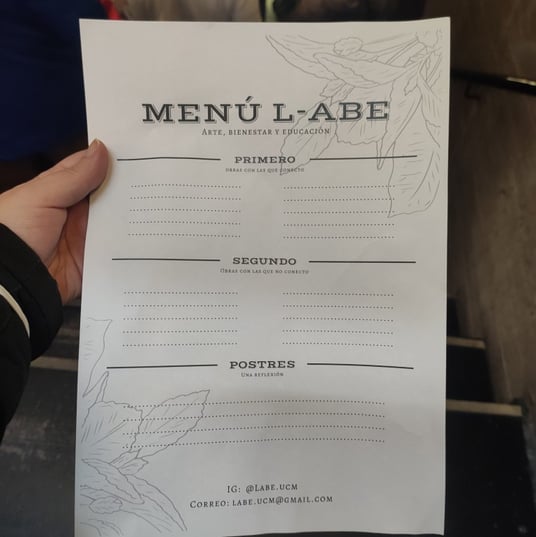 MENÚ L-ABE
ARTE, BIENESTAR Y EDUCACIÓN
PRIMERO
OBRAS CON LAS QUE CONECTO
SEGUNDO
OBRAS CON LAS QUE NO CONECTO
POSTRES
UNA REFLEXIÓN
IG: @LABE.UCM
CORREO: LABE.UCM@GMAIL.COM